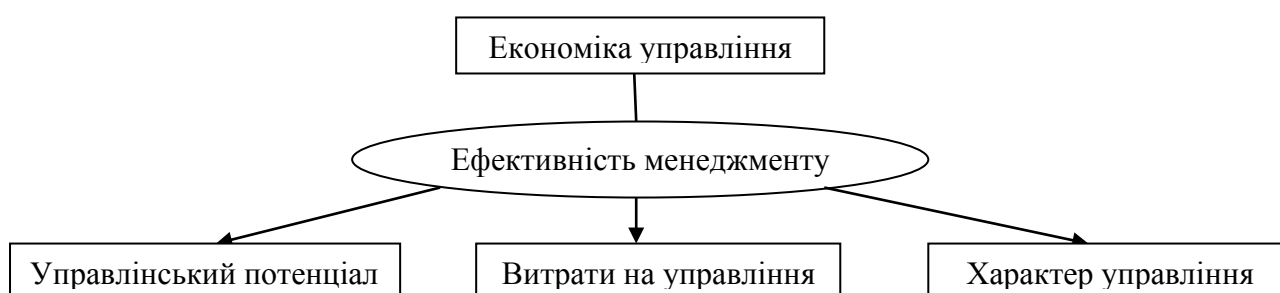 Економіка управління
Ефективність менеджменту
Управлінський потенціал
Витрати на управління
Характер управління